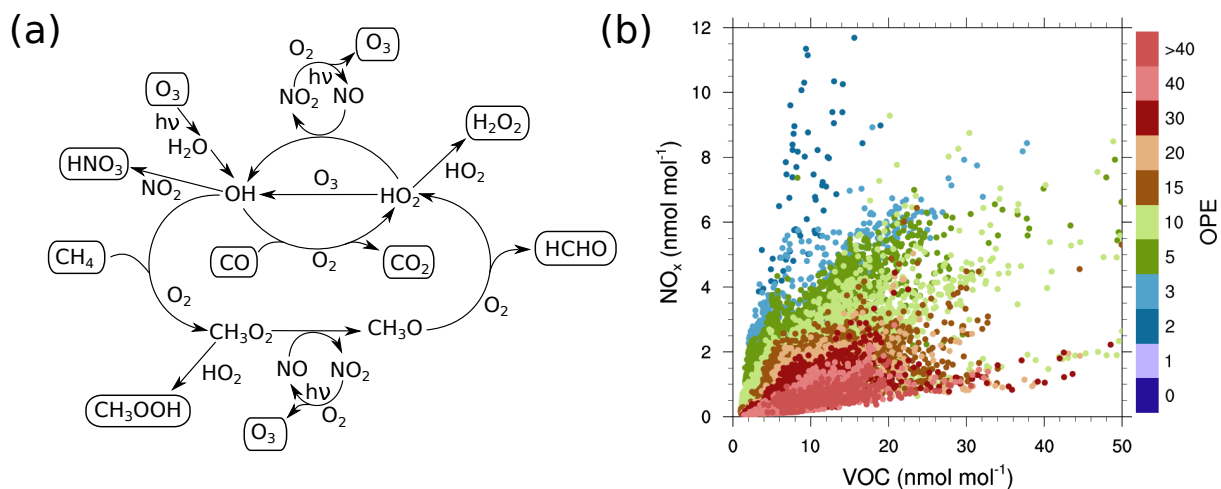 (a)
O₂
O₃
hν
NO₂
NO
O₃
hν
H₂O
H₂O₂
HNO₃
NO₂
HO₂
OH
O₃
HO₂
CH₄
CO
O₂
CO₂
HCHO
O₂
O₂
CH₃O₂
CH₃O
HO₂
NO
NO₂
hν
CH₃OOH
O₃
O₂
(b)
NOₓ (nmol mol⁻¹)
12
10
8
6
4
2
0
0
10
20
30
40
50
VOC (nmol mol⁻¹)
>40
40
30
20
15
10
5
3
2
1
0
OPE